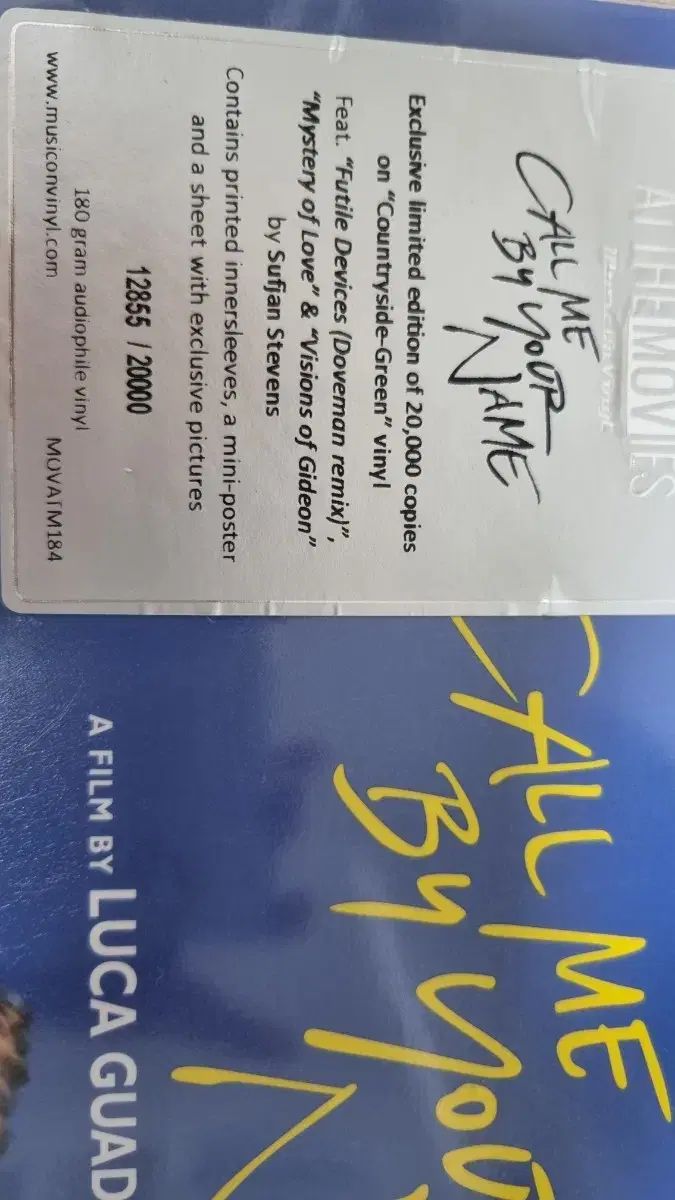 AT THE MOVIES
CALL ME
BY YOUR
NAME
Exclusive limited edition of 20,000 copies
on "Countryside-Green" vinyl
Feat. "Futile Devices (Doveman remix)",
"Mystery of Love" & "Visions of Gideon"
by Sufjan Stevens
Contains printed innersleeves, a mini-poster
and a sheet with exclusive pictures
12855 / 20000
180 gram audiophile vinyl
www.musiconvinyl.com MOVATM184
CALL ME
BY YOU
N
A FILM BY LUCA GUAD